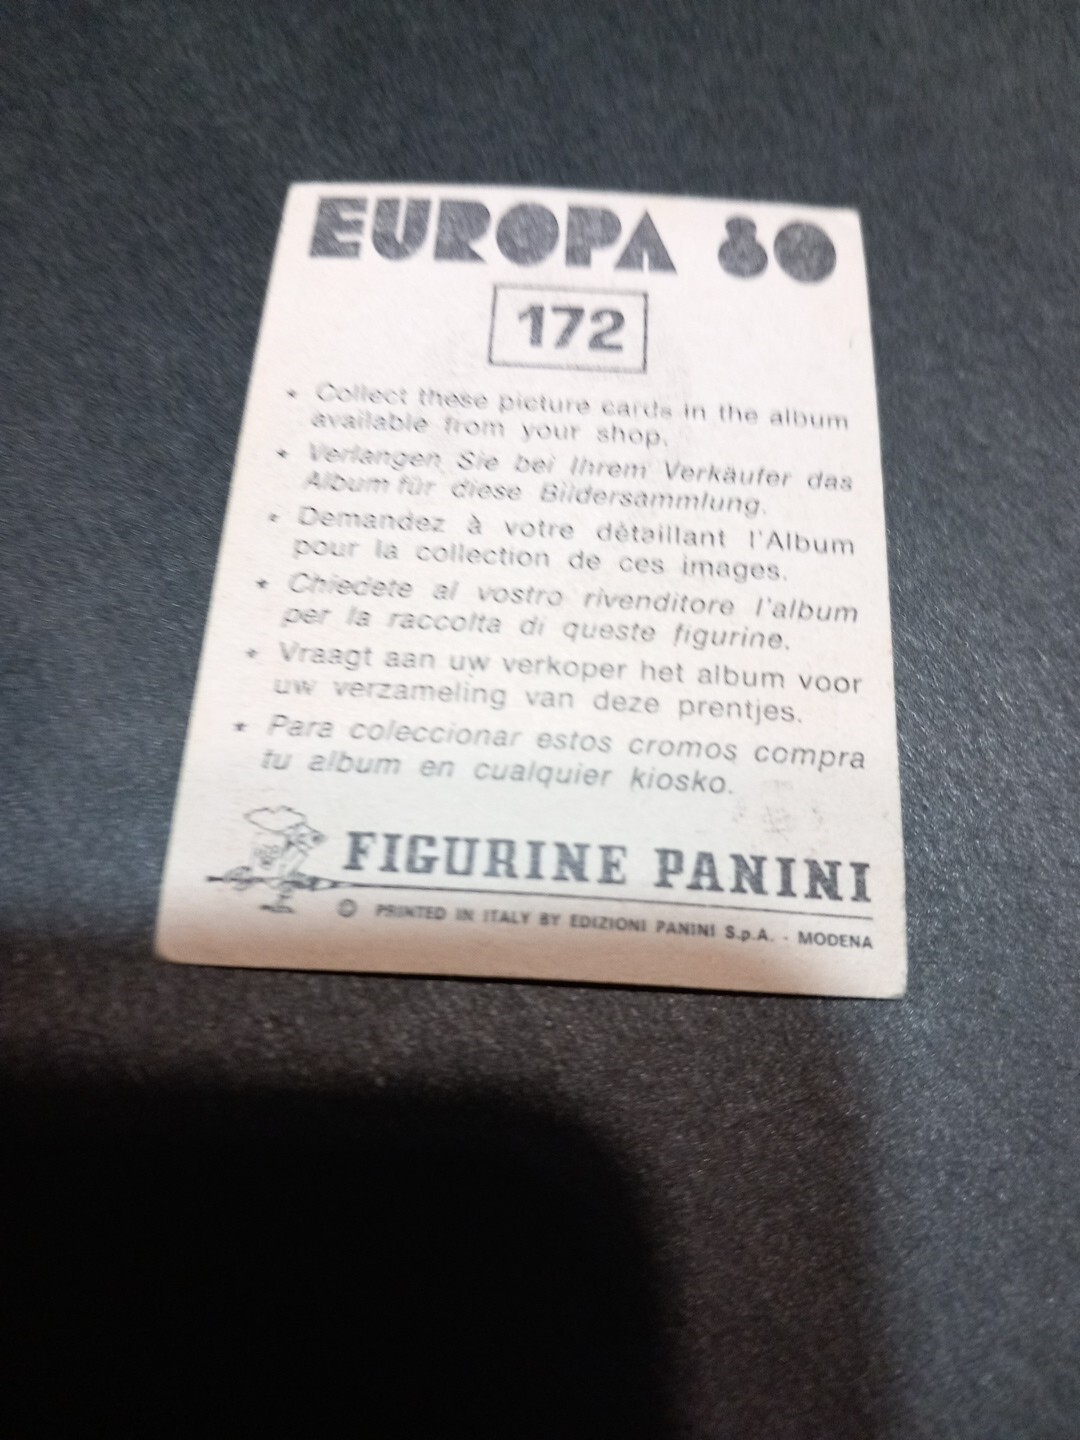 EUROPA 80
172
* Collect these picture cards in the album
available from your shop.
* Verlangen Sie bei Ihrem Verkäufer das
Album für diese Bildersammlung.
* Demandez à votre détaillant l'Album
pour la collection de ces images.
* Chiedete al vostro rivenditore l'album
per la raccolta di queste figurine.
* Vraagt aan uw verkoper het album voor
uw verzameling van deze prentjes.
* Para coleccionar estos cromos compra
tu album en cualquier kiosko.
FIGURINE PANINI
© PRINTED IN ITALY BY EDIZIONI PANINI S.p.A. - MODENA